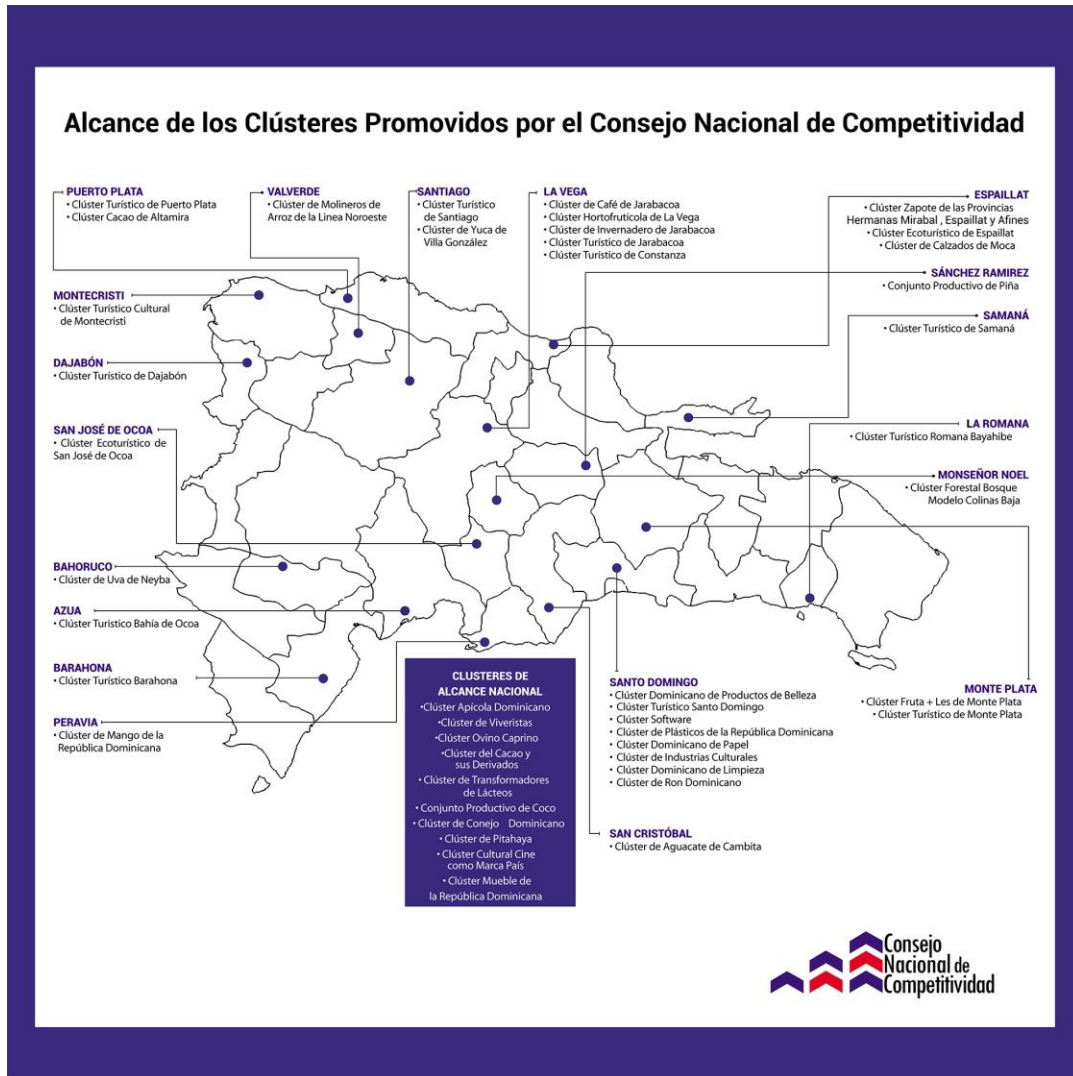 Alcance de los Clústeres Promovidos por el Consejo Nacional de Competitividad
PUERTO PLATA
• Clúster Turístico de Puerto Plata
• Clúster Cacao de Altamira
VALVERDE
• Clúster de Molineros de
Arroz de la Linea Noroeste
SANTIAGO
• Clúster Turístico
de Santiago
• Clúster de Yuca de
Villa González
LA VEGA
• Clúster de Café de Jarabacoa
• Clúster Hortofrutícola de La Vega
• Clúster de Invernadero de Jarabacoa
• Clúster Turístico de Jarabacoa
• Clúster Turístico de Constanza
ESPAILLAT
• Clúster Zapote de las Provincias
Hermanas Mirabal , Espaillat y Afines
• Clúster Ecoturístico de Espaillat
• Clúster de Calzados de Moca
SÁNCHEZ RAMIREZ
• Conjunto Productivo de Piña
SAMANÁ
• Clúster Turístico de Samaná
MONTECRISTI
• Clúster Turístico Cultural
de Montecristi
DAJABÓN
• Clúster Turístico de Dajabón
SAN JOSÉ DE OCOA
• Clúster Ecoturístico de
San José de Ocoa
LA ROMANA
• Clúster Turístico Romana Bayahibe
MONSEÑOR NOEL
• Clúster Forestal Bosque
Modelo Colinas Baja
BAHORUCO
• Clúster de Uva de Neyba
AZUA
• Clúster Turistico Bahía de Ocoa
BARAHONA
• Clúster Turístico Barahona
PERAVIA
• Clúster de Mango de la
República Dominicana
CLUSTERES DE
ALCANCE NACIONAL
•Clúster Apícola Dominicano
•Clúster de Viveristas
•Clúster Ovino Caprino
•Clúster del Cacao y
sus Derivados
• Clúster de Transformadores
de Lácteos
• Conjunto Productivo de Coco
• Clúster de Conejo Dominicano
• Clúster de Pitahaya
• Clúster Cultural Cine
como Marca País
• Clúster Mueble de
la República Dominicana
SANTO DOMINGO
• Clúster Dominicano de Productos de Belleza
• Clúster Turístico Santo Domingo
• Clúster Software
• Clúster de Plásticos de la República Dominicana
• Clúster Dominicano de Papel
• Clúster de Industrias Culturales
• Clúster Dominicano de Limpieza
• Clúster de Ron Dominicano
MONTE PLATA
• Clúster Fruta + Les de Monte Plata
• Clúster Turístico de Monte Plata
SAN CRISTÓBAL
• Clúster de Aguacate de Cambita
Consejo
Nacional de
Competitividad